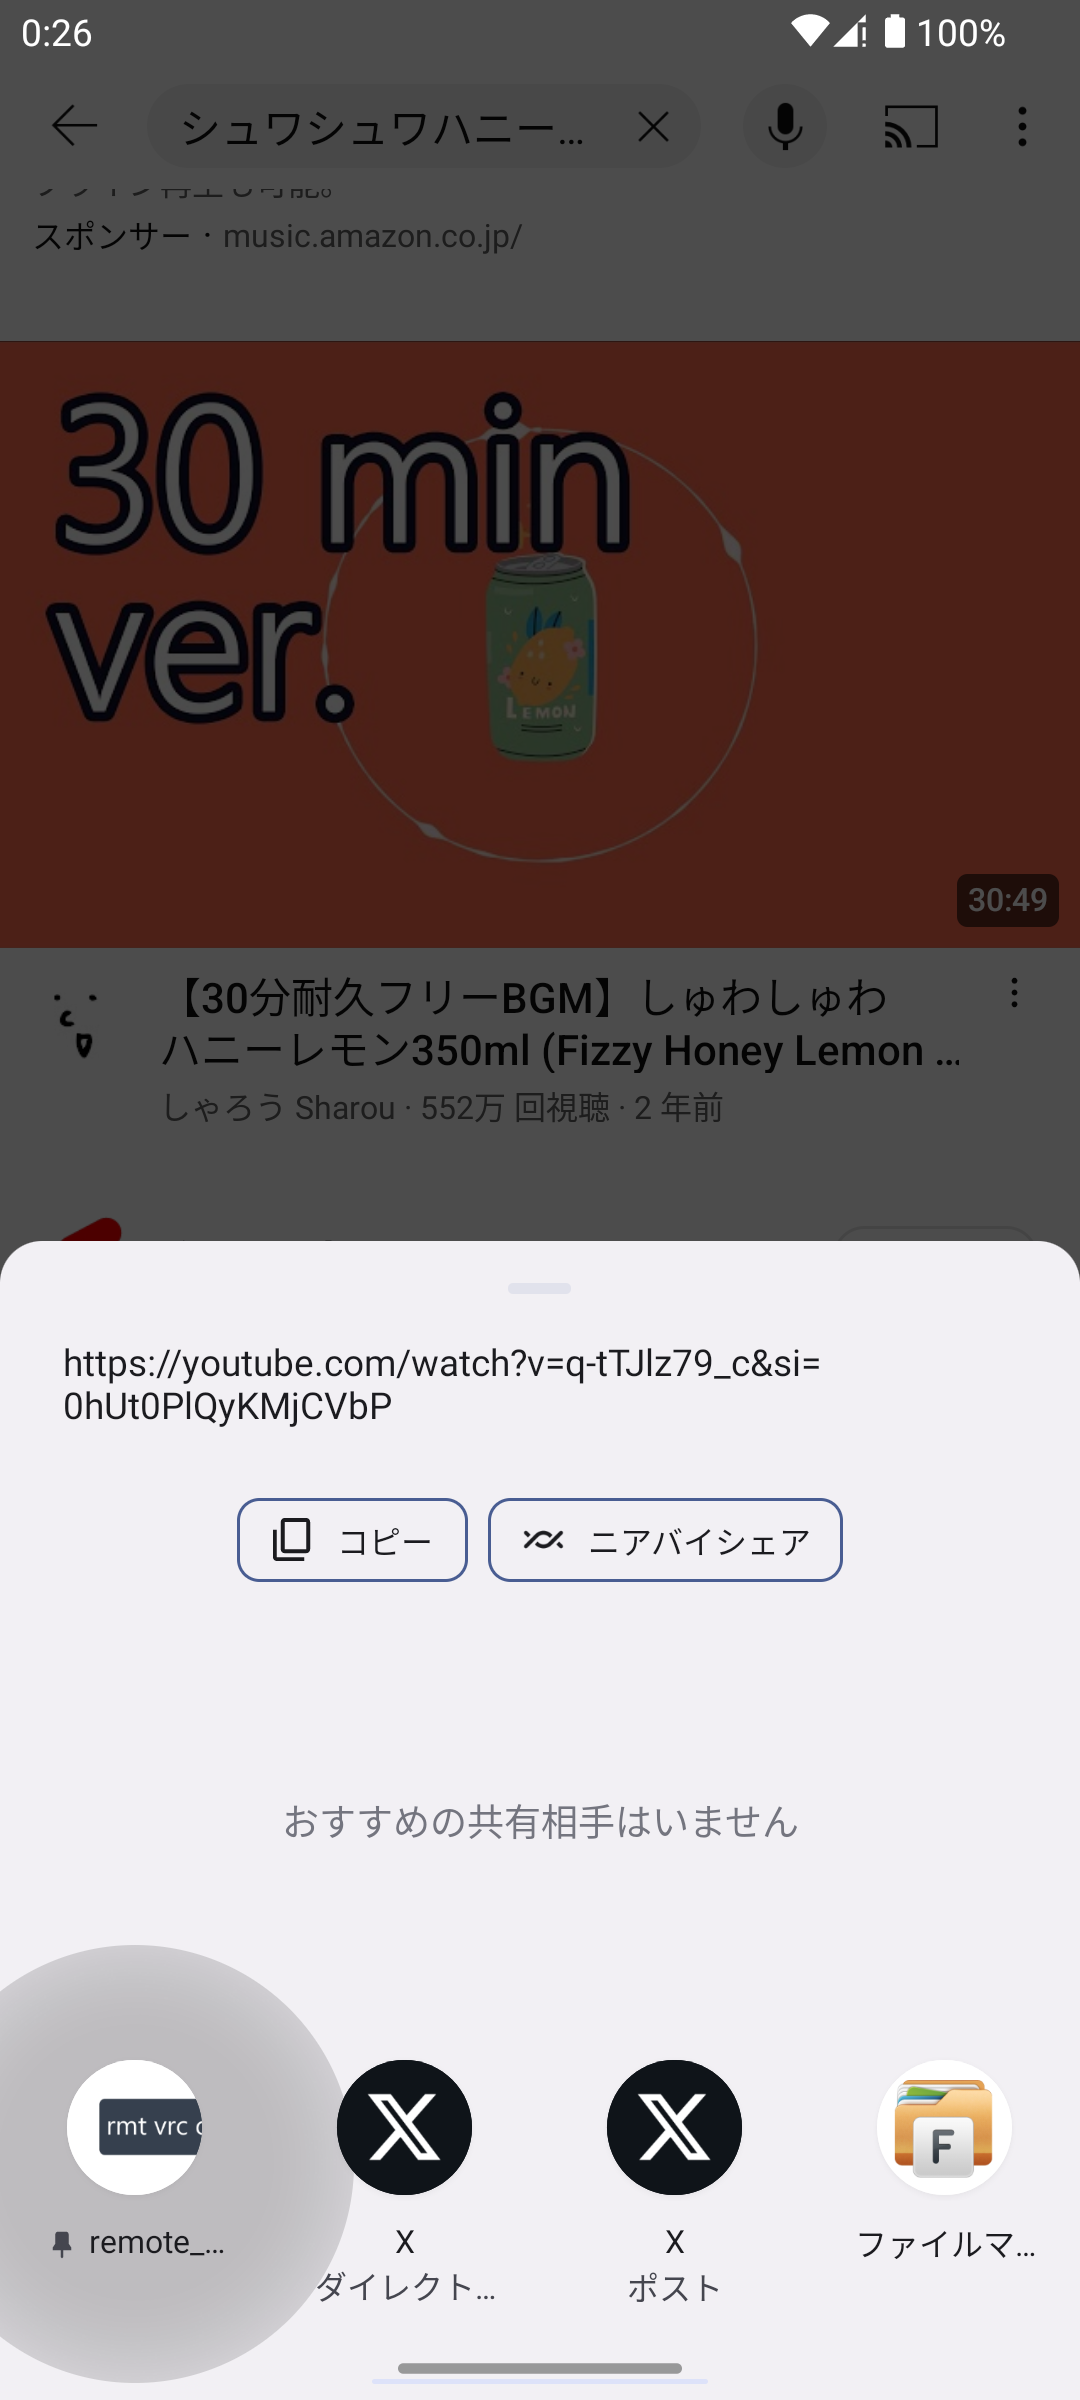 0:26
100%
シュワシュワハニー...
スポンサー・music.amazon.co.jp/
30 min
ver.
LEMON
30:49
【30分耐久フリーBGM】しゅわしゅわ
ハニーレモン350ml (Fizzy Honey Lemon ...
しゃろう Sharou · 552万 回視聴 · 2 年前
https://youtube.com/watch?v=q-tTJlz79_c&si=
0hUt0PlQyKMjCVbP
コピー
ニアバイシェア
おすすめの共有相手はいません
rmt vrc
F
remote_...
X
ダイレクト...
X
ポスト
ファイルマ...